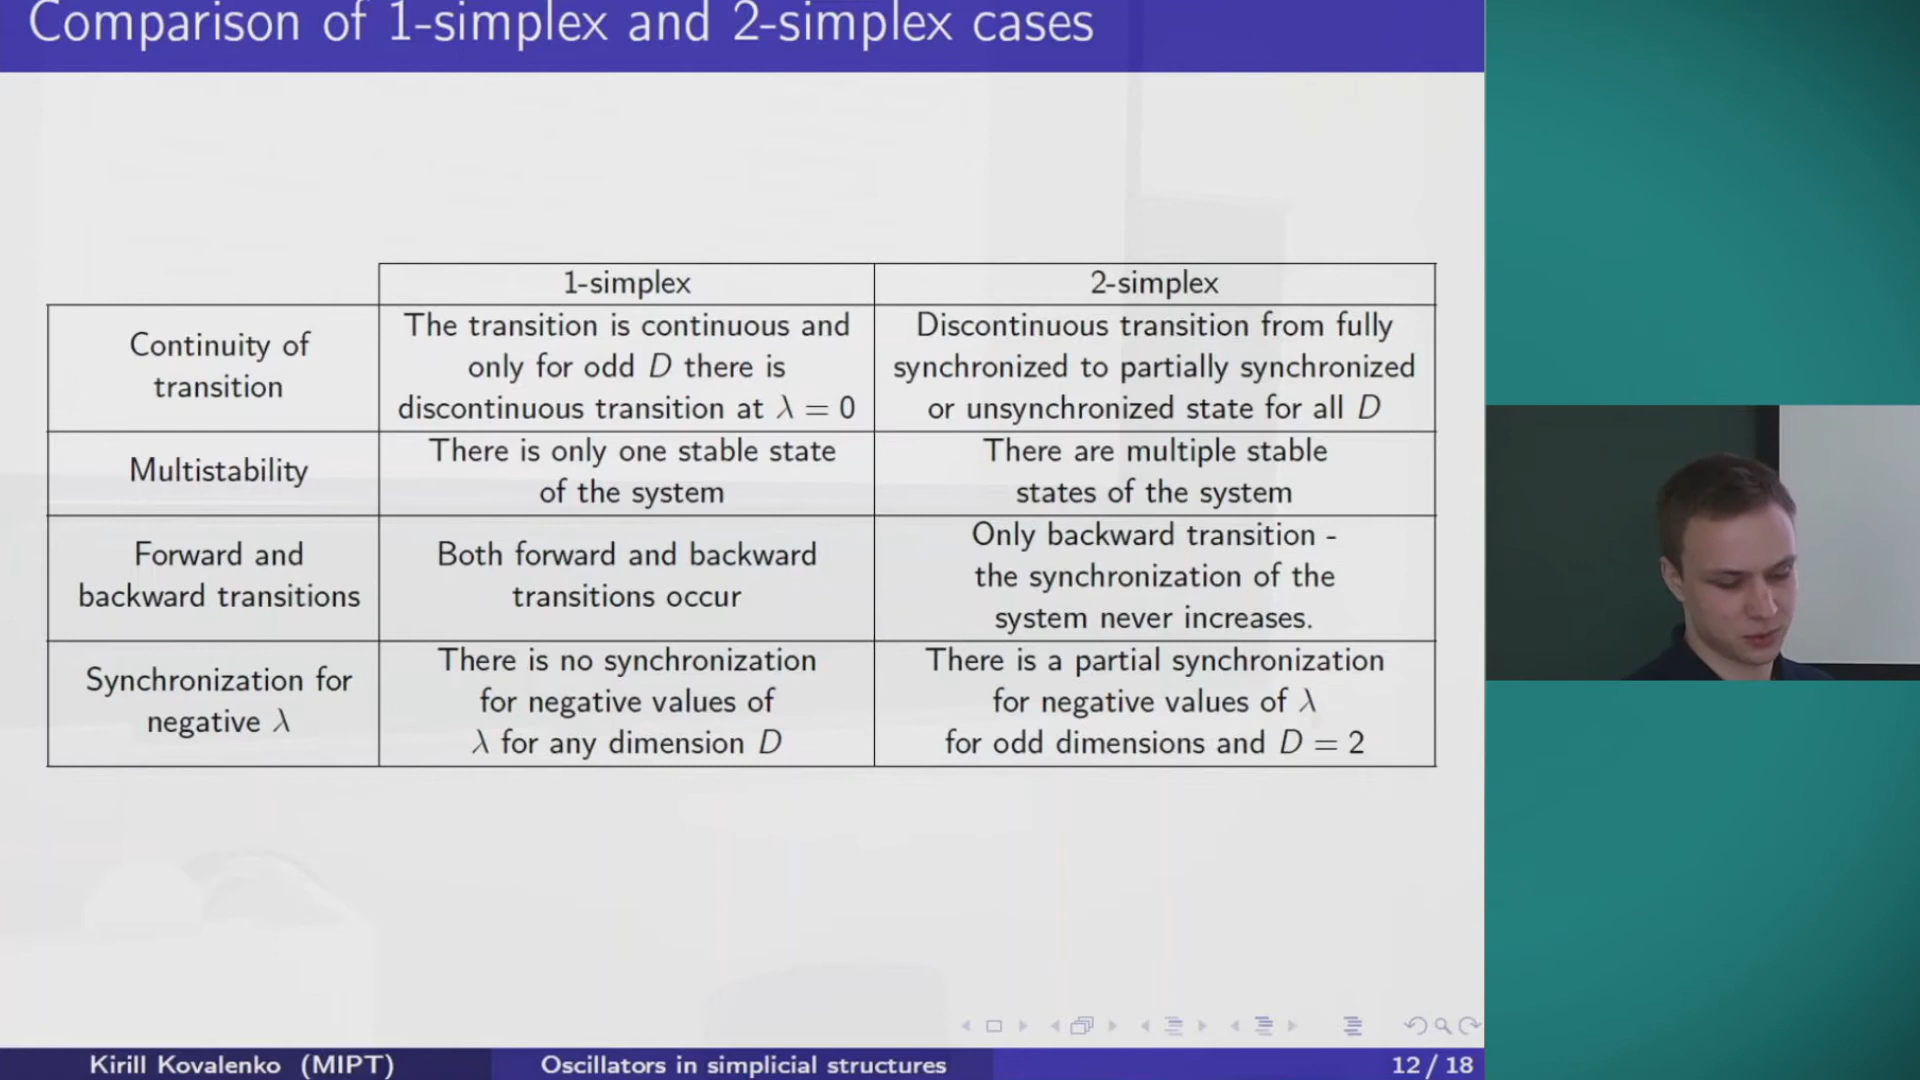 Comparison of 1-simplex and 2-simplex cases
1-simplex
2-simplex
Continuity of
transition
The transition is continuous and
only for odd D there is
discontinuous transition at λ = 0
Discontinuous transition from fully
synchronized to partially synchronized
or unsynchronized state for all D
Multistability
There is only one stable state
of the system
There are multiple stable
states of the system
Forward and
backward transitions
Both forward and backward
transitions occur
Only backward transition -
the synchronization of the
system never increases.
Synchronization for
negative λ
There is no synchronization
for negative values of
λ for any dimension D
There is a partial synchronization
for negative values of λ
for odd dimensions and D = 2
Kirill Kovalenko (MIPT)
Oscillators in simplicial structures
12 / 18